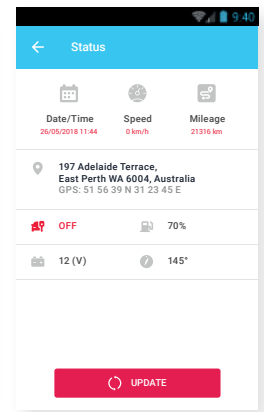 9:40
Status
Date/Time Speed Mileage
26/05/2018 11:44 0 km/h 21316 km
197 Adelaide Terrace,
East Perth WA 6004, Australia
GPS: 51 56 39 N 31 23 45 E
OFF 70%
12 (V) 145°
UPDATE